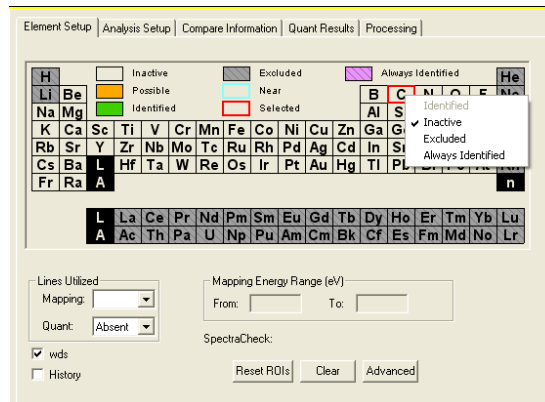 Element Setup Analysis Setup Compare Information Quant Results Processing
Inactive Excluded Always Identified
Possible Near
Identified Selected
H He
Li Be B C N O F Ne
Na Mg Al
K Ca Sc Ti V Cr Mn Fe Co Ni Cu Zn Ga
Rb Sr Y Zr Nb Mo Tc Ru Rh Pd Ag Cd In
Cs Ba L Hf Ta W Re Os Ir Pt Au Hg Tl
Fr Ra A n
Identified
Inactive
Excluded
Always Identified
L La Ce Pr Nd Pm Sm Eu Gd Tb Dy Ho Er Tm Yb Lu
A Ac Th Pa U Np Pu Am Cm Bk Cf Es Fm Md No Lr
Lines Utilized
Mapping:
Quant: Absent
wds
History
Mapping Energy Range (eV)
From: To:
SpectraCheck:
Reset ROIs Clear Advanced